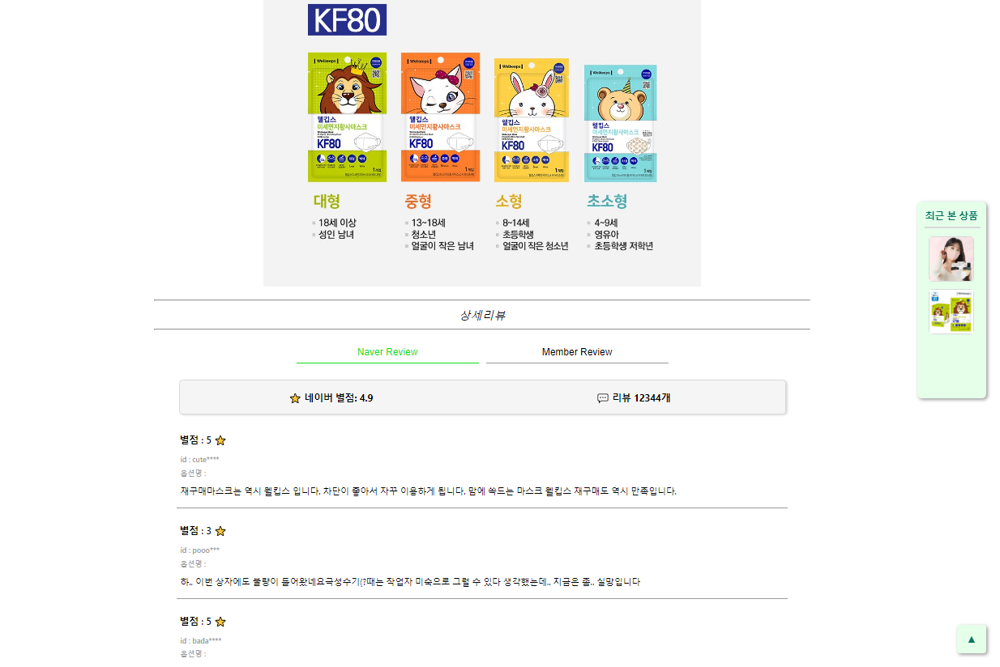 KF80
Welkeeps Welkeeps Welkeeps Welkeeps
웰킵스 웰킵스 웰킵스 웰킵스
미세먼지황사마스크 미세먼지황사마스크 미세먼지황사마스크 미세먼지황사마스크
KF80 KF80 KF80 KF80
대형 중형 소형 초소형
18세 이상 13~18세 8~14세 4~9세
성인 남녀 청소년 초등학생 영유아
얼굴이 작은 남녀 얼굴이 작은 청소년 초등학생 저학년
최근 본 상품
상세리뷰
Naver Review Member Review
네이버 별점: 4.9 리뷰 12344개
별점 : 5
id : cute****
옵션명 :
재구매마스크는 역시 웰킵스 입니다. 차단이 좋아서 자꾸 이용하게 됩니다. 맘에 쏙드는 마스크 웰킵스 재구매도 역시 만족입니다.
별점 : 3
id : pooo***
옵션명 :
하.. 이번 상자에도 불량이 들어왔네요극성수기(?때는 작업자 미숙으로 그럴 수 있다 생각했는데.. 지금은 좀.. 실망입니다
별점 : 5
id : bada****
옵션명 :
▲